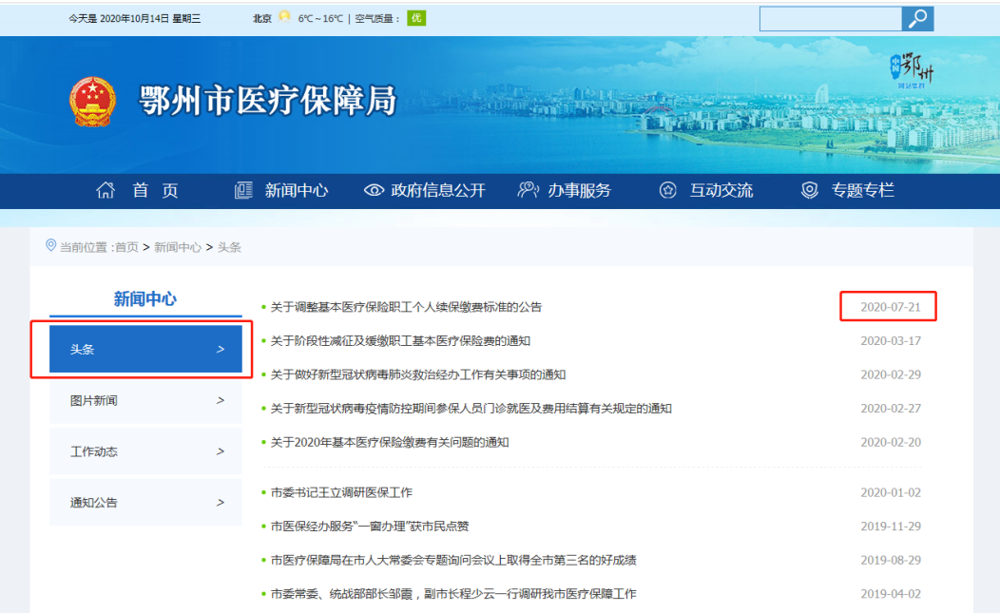 今天是 2020年10月14日 星期三 北京 6℃～16℃ | 空气质量： 优
鄂州
网站监督
鄂州市医疗保障局
首 页 新闻中心 政府信息公开 办事服务 互动交流 专题专栏
当前位置 :首页 > 新闻中心 > 头条
新闻中心
头条 >
图片新闻 >
工作动态 >
通知公告 >
关于调整基本医疗保险职工个人续保缴费标准的公告 2020-07-21
关于阶段性减征及缓缴职工基本医疗保险费的通知 2020-03-17
关于做好新型冠状病毒肺炎救治经办工作有关事项的通知 2020-02-29
关于新型冠状病毒疫情防控期间参保人员门诊就医及费用结算有关规定的通知 2020-02-27
关于2020年基本医疗保险缴费有关问题的通知 2020-02-20
市委书记王立调研医保工作 2020-01-02
市医保经办服务“一窗办理”获市民点赞 2019-11-29
市医疗保障局在市人大常委会专题询问会议上取得全市第三名的好成绩 2019-08-29
市委常委、统战部部长邹霞，副市长程少云一行调研我市医疗保障工作 2019-04-02